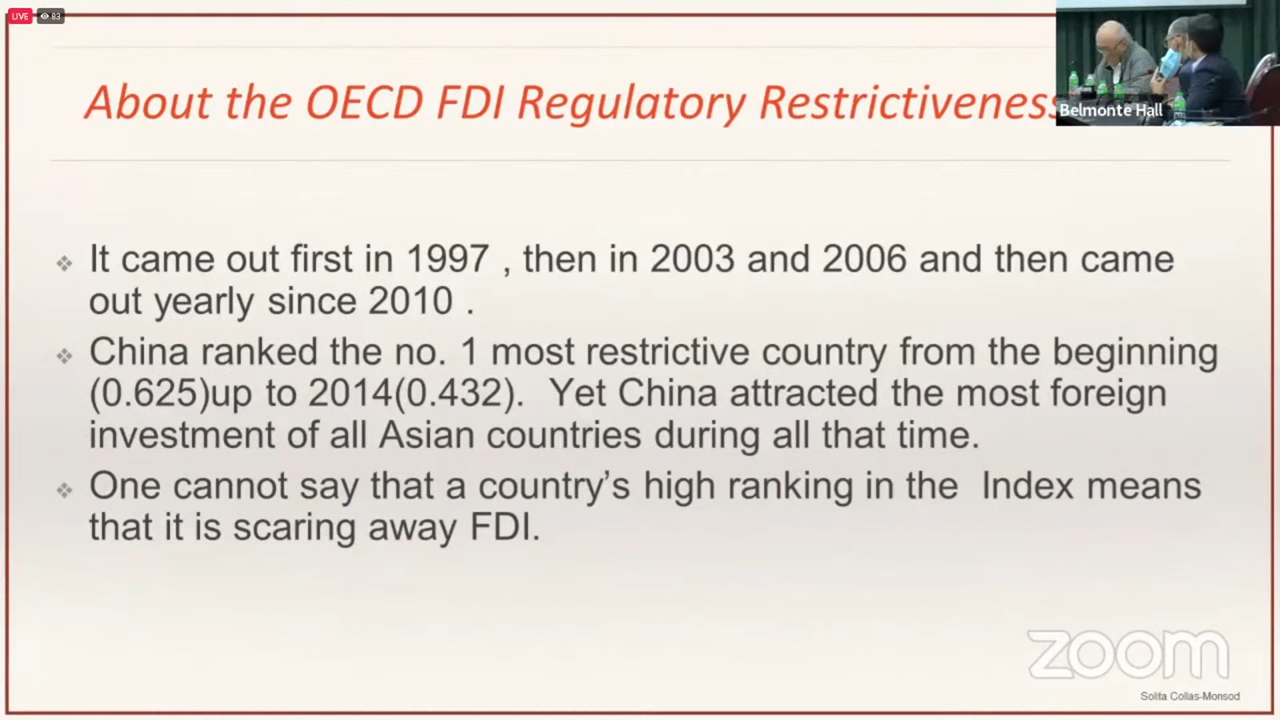 LIVE 83
About the OECD FDI Regulatory Restrictiveness
Belmonte Hall
❖ It came out first in 1997 , then in 2003 and 2006 and then came
out yearly since 2010 .
❖ China ranked the no. 1 most restrictive country from the beginning
(0.625)up to 2014(0.432).  Yet China attracted the most foreign
investment of all Asian countries during all that time.
❖ One cannot say that a country’s high ranking in the  Index means
that it is scaring away FDI.
zoom
Solita Collas-Monsod